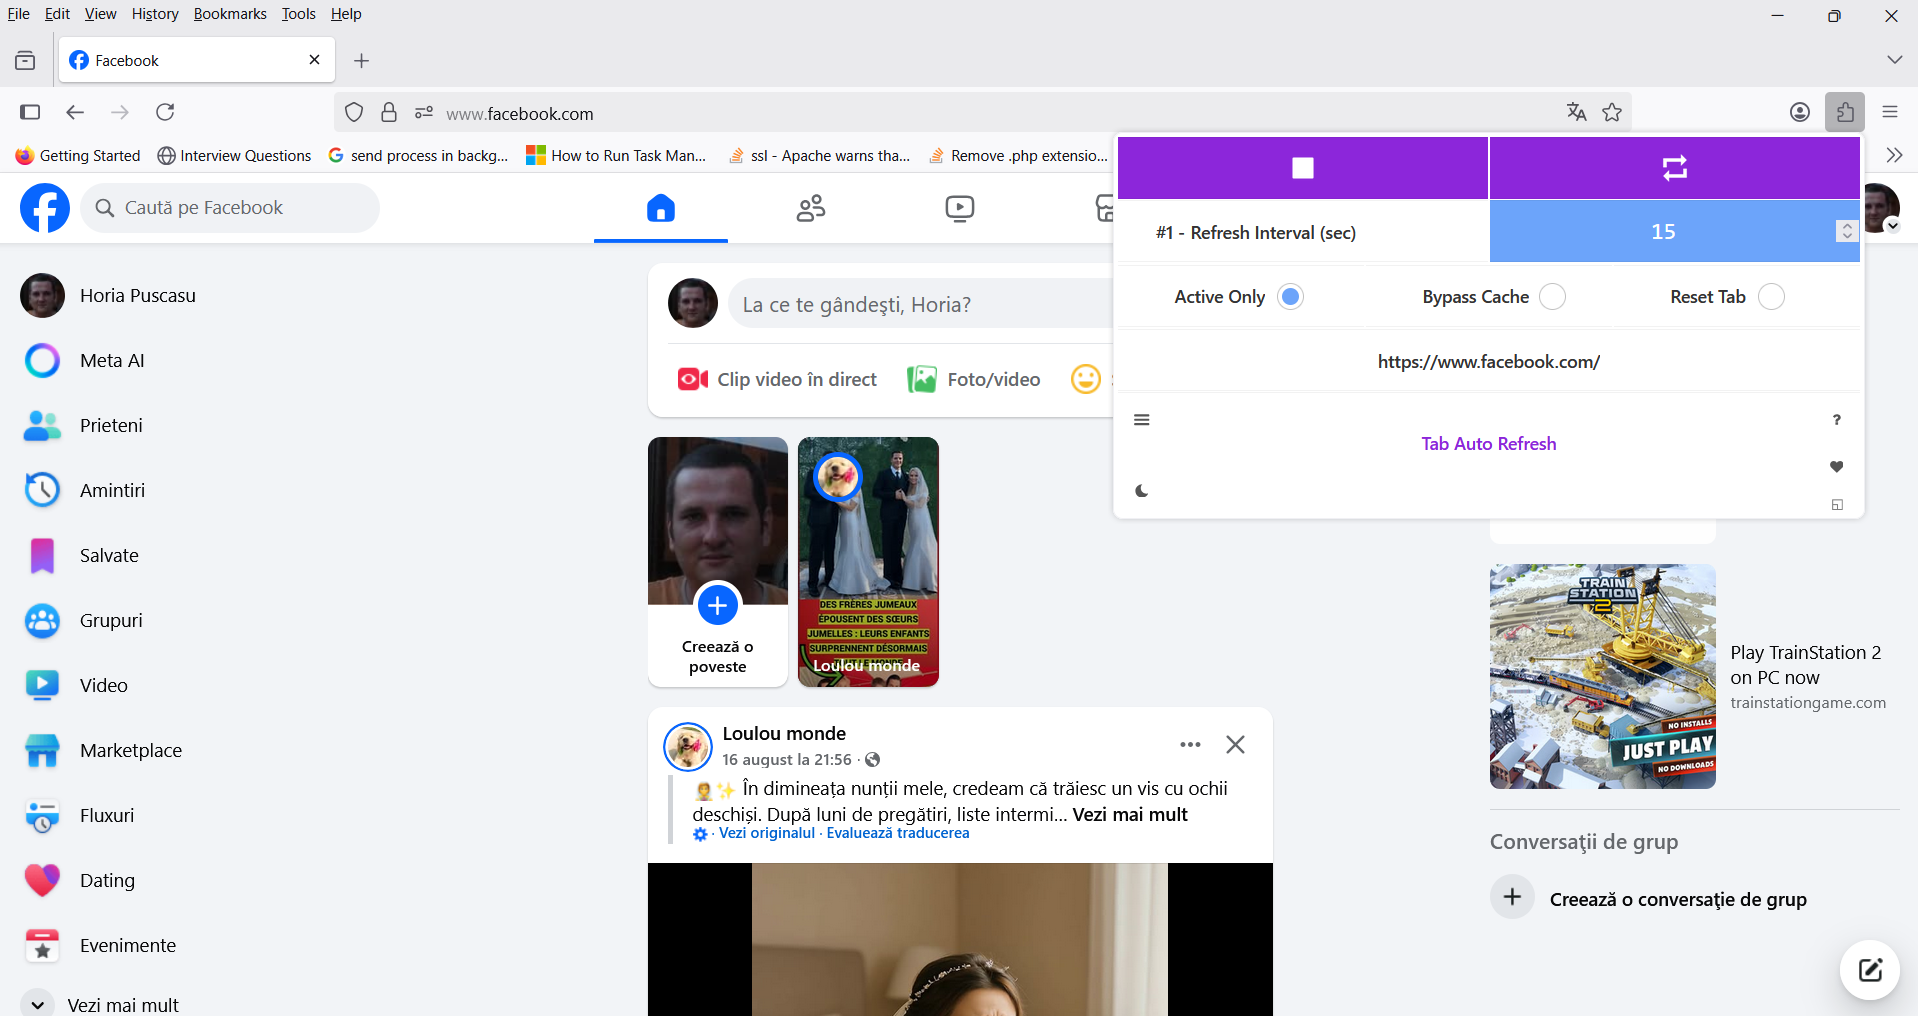 File Edit View History Bookmarks Tools Help
Facebook
www.facebook.com
Getting Started Interview Questions send process in backg... How to Run Task Man... ssl - Apache warns tha... Remove .php extensio...
Caută pe Facebook
#1 - Refresh Interval (sec) 15
Active Only Bypass Cache Reset Tab
https://www.facebook.com/
?
Tab Auto Refresh
Horia Puscasu
Meta AI
Prieteni
Amintiri
Salvate
Grupuri
Video
Marketplace
Fluxuri
Dating
Evenimente
Vezi mai mult
La ce te gândeşti, Horia?
Clip video în direct Foto/video
Creează o
poveste
DES FRÈRES JUMEAUX
ÉPOUSENT DES SŒURS
JUMELLES : LEURS ENFANTS
SURPRENNENT DÉSORMAIS
TOUT LE MONDE
Loulou monde
Loulou monde
16 august la 21:56 ·
În dimineața nunții mele, credeam că trăiesc un vis cu ochii
deschiși. După luni de pregătiri, liste intermi... Vezi mai mult
· Vezi originalul · Evaluează traducerea
TRAIN
STATION
2
NO INSTALLS
JUST PLAY
NO DOWNLOADS
Play TrainStation 2
on PC now
trainstationgame.com
Conversaţii de grup
Creează o conversaţie de grup